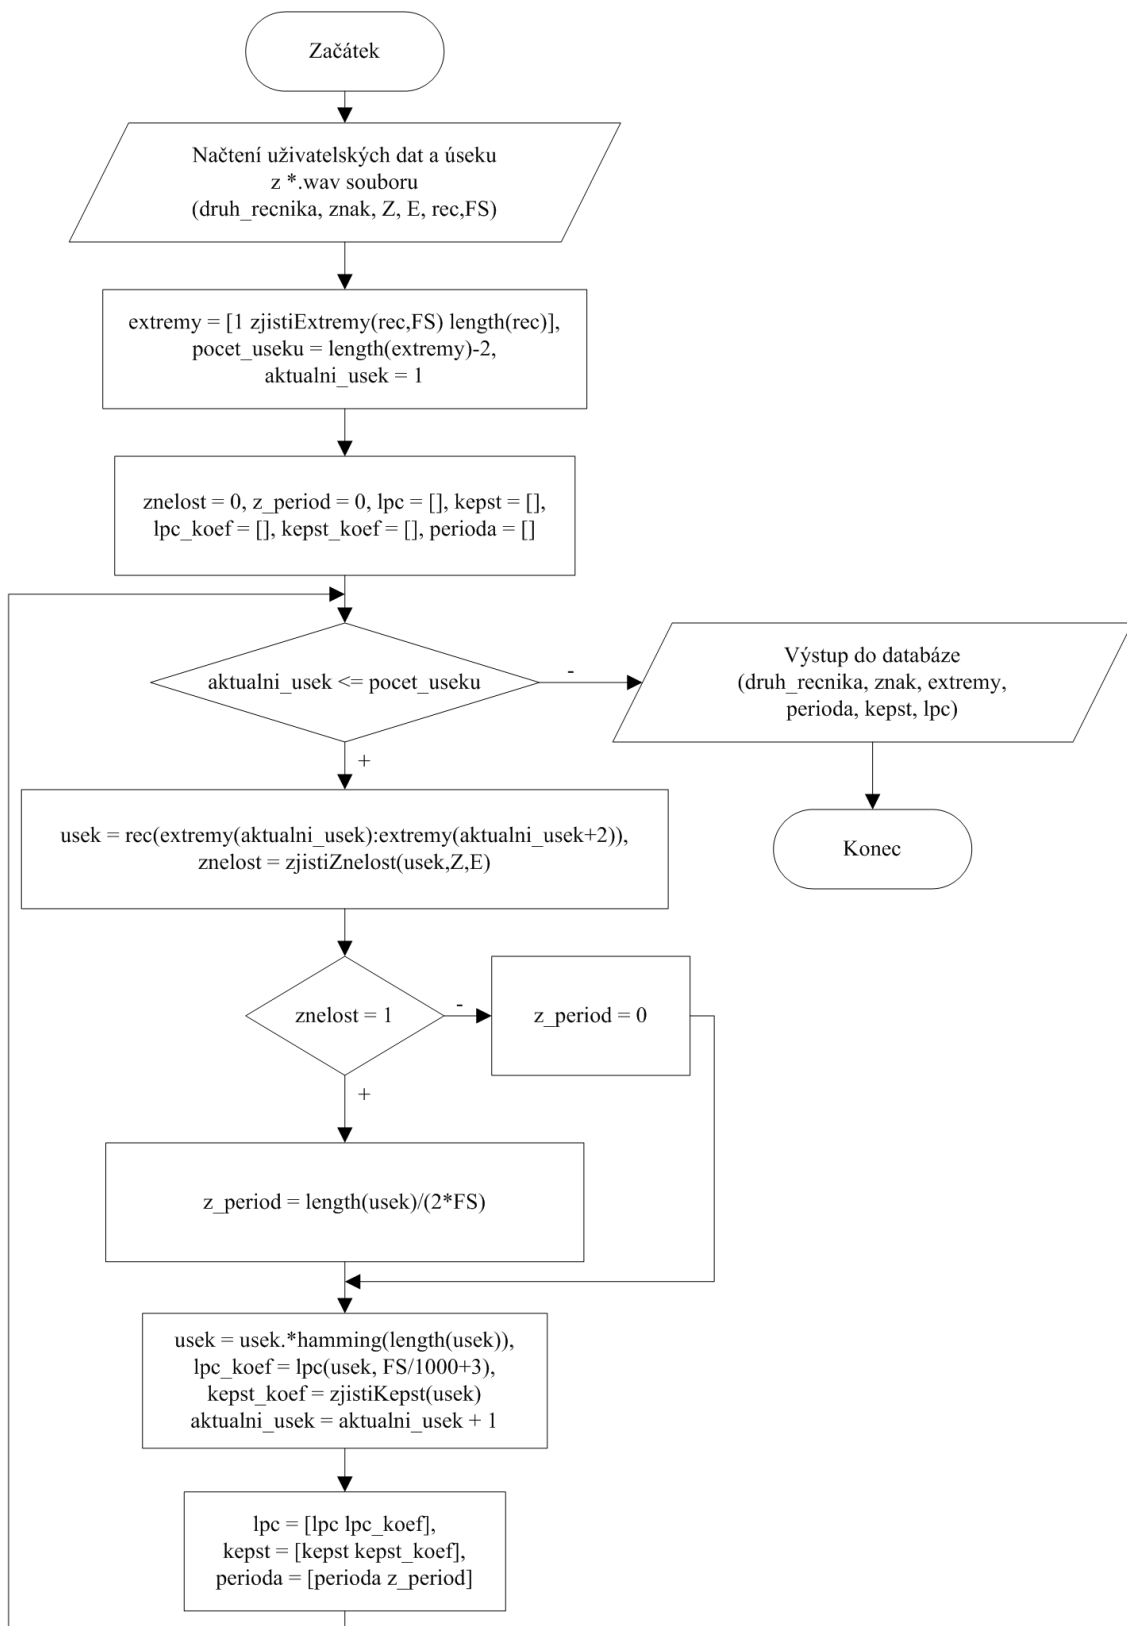 Začátek
Načtení uživatelských dat a úseku
z *.wav souboru
(druh_recnika, znak, Z, E, rec,FS)
extremy = [1 zjistiExtremy(rec,FS) length(rec)],
pocet_useku = length(extremy)-2,
aktualni_usek = 1
znelost = 0, z_period = 0, lpc = [], kepst = [],
lpc_koef = [], kepst_koef = [], perioda = []
aktualni_usek <= pocet_useku
-
Výstup do databáze
(druh_recnika, znak, extremy,
perioda, kepst, lpc)
Konec
+
usek = rec(extremy(aktualni_usek):extremy(aktualni_usek+2)),
znelost = zjistiZnelost(usek,Z,E)
znelost = 1
-
z_period = 0
+
z_period = length(usek)/(2*FS)
usek = usek.*hamming(length(usek)),
lpc_koef = lpc(usek, FS/1000+3),
kepst_koef = zjistiKepst(usek)
aktualni_usek = aktualni_usek + 1
lpc = [lpc lpc_koef],
kepst = [kepst kepst_koef],
perioda = [perioda z_period]